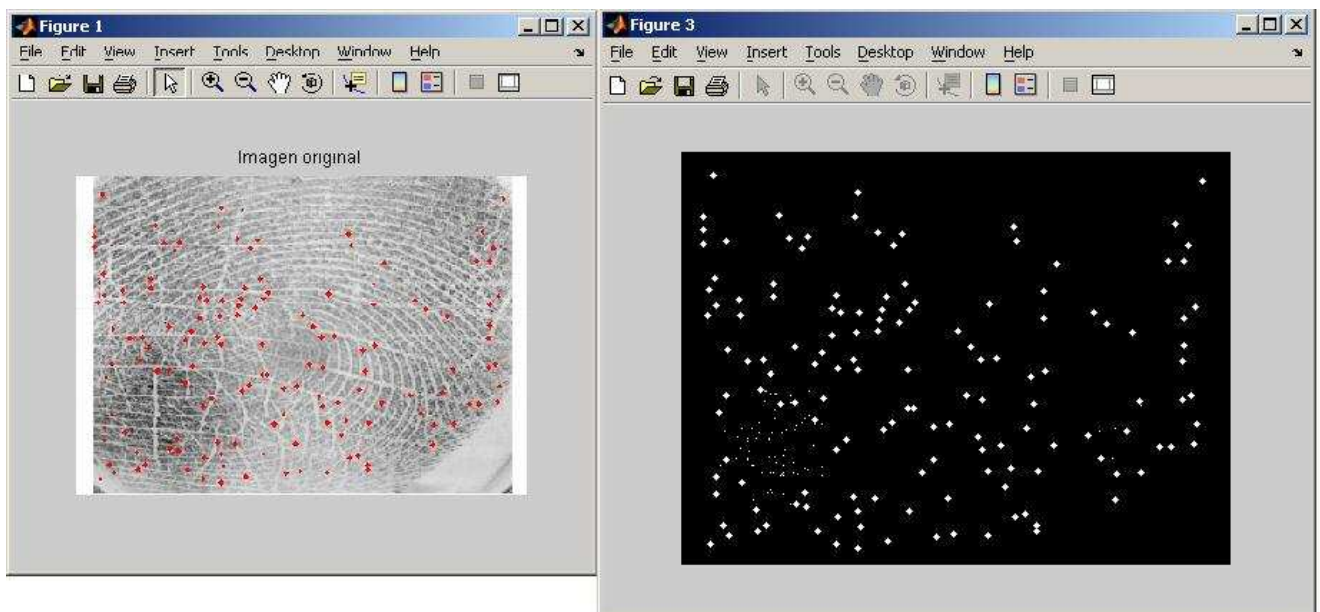 Figure 1
File Edit View Insert Tools Desktop Window Help
Imagen original
Figure 3
File Edit View Insert Tools Desktop Window Help